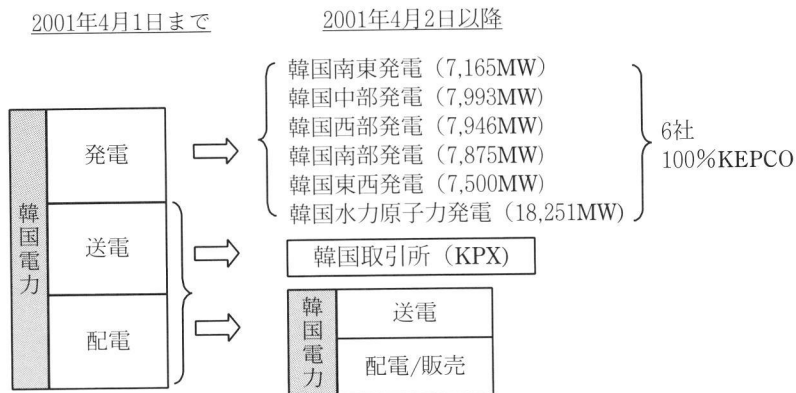 2001年4月1日まで
2001年4月2日以降
韓国電力
発電
送電
配電
韓国南東発電（7,165MW）
韓国中部発電（7,993MW)
韓国西部発電（7,946MW)
韓国南部発電（7,875MW)
韓国東西発電（7,500MW)
韓国水力原子力発電（18,251MW)
6社
100%KEPCO
韓国取引所（KPX)
韓国電力
送電
配電/販売